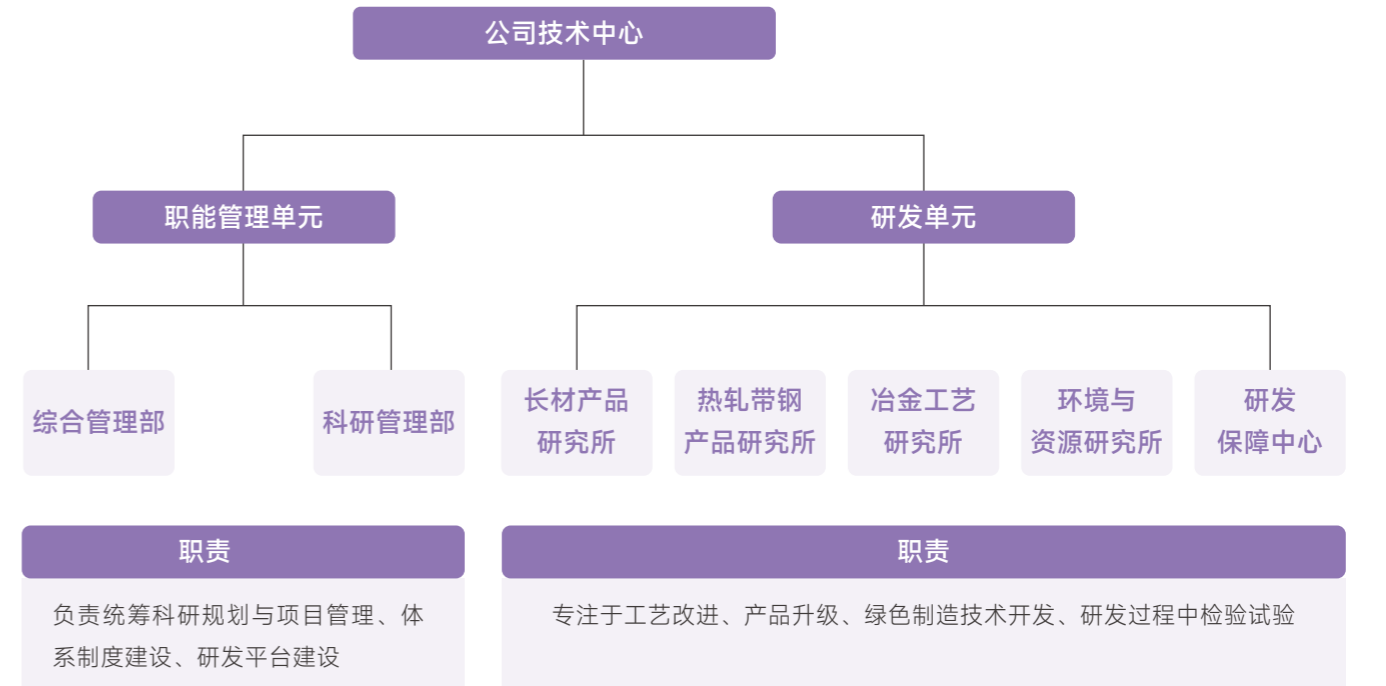 公司技术中心
职能管理单元
研发单元
综合管理部
科研管理部
长材产品
研究所
热轧带钢
产品研究所
冶金工艺
研究所
环境与
资源研究所
研发
保障中心
职责
负责统筹科研规划与项目管理、体
系制度建设、研发平台建设
职责
专注于工艺改进、产品升级、绿色制造技术开发、研发过程中检验试验